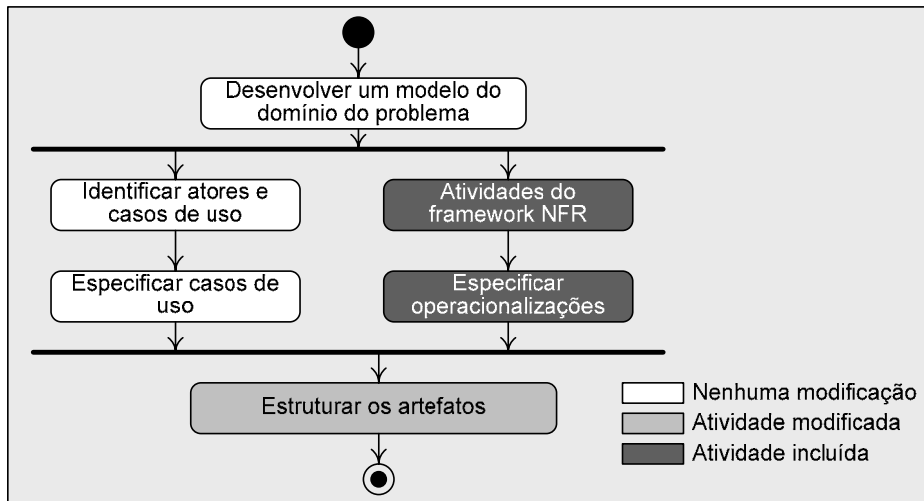 Desenvolver um modelo do
domínio do problema
Identificar atores e
casos de uso
Atividades do
framework NFR
Especificar casos de
uso
Especificar
operacionalizações
Estruturar os artefatos
Nenhuma modificação
Atividade modificada
Atividade incluída